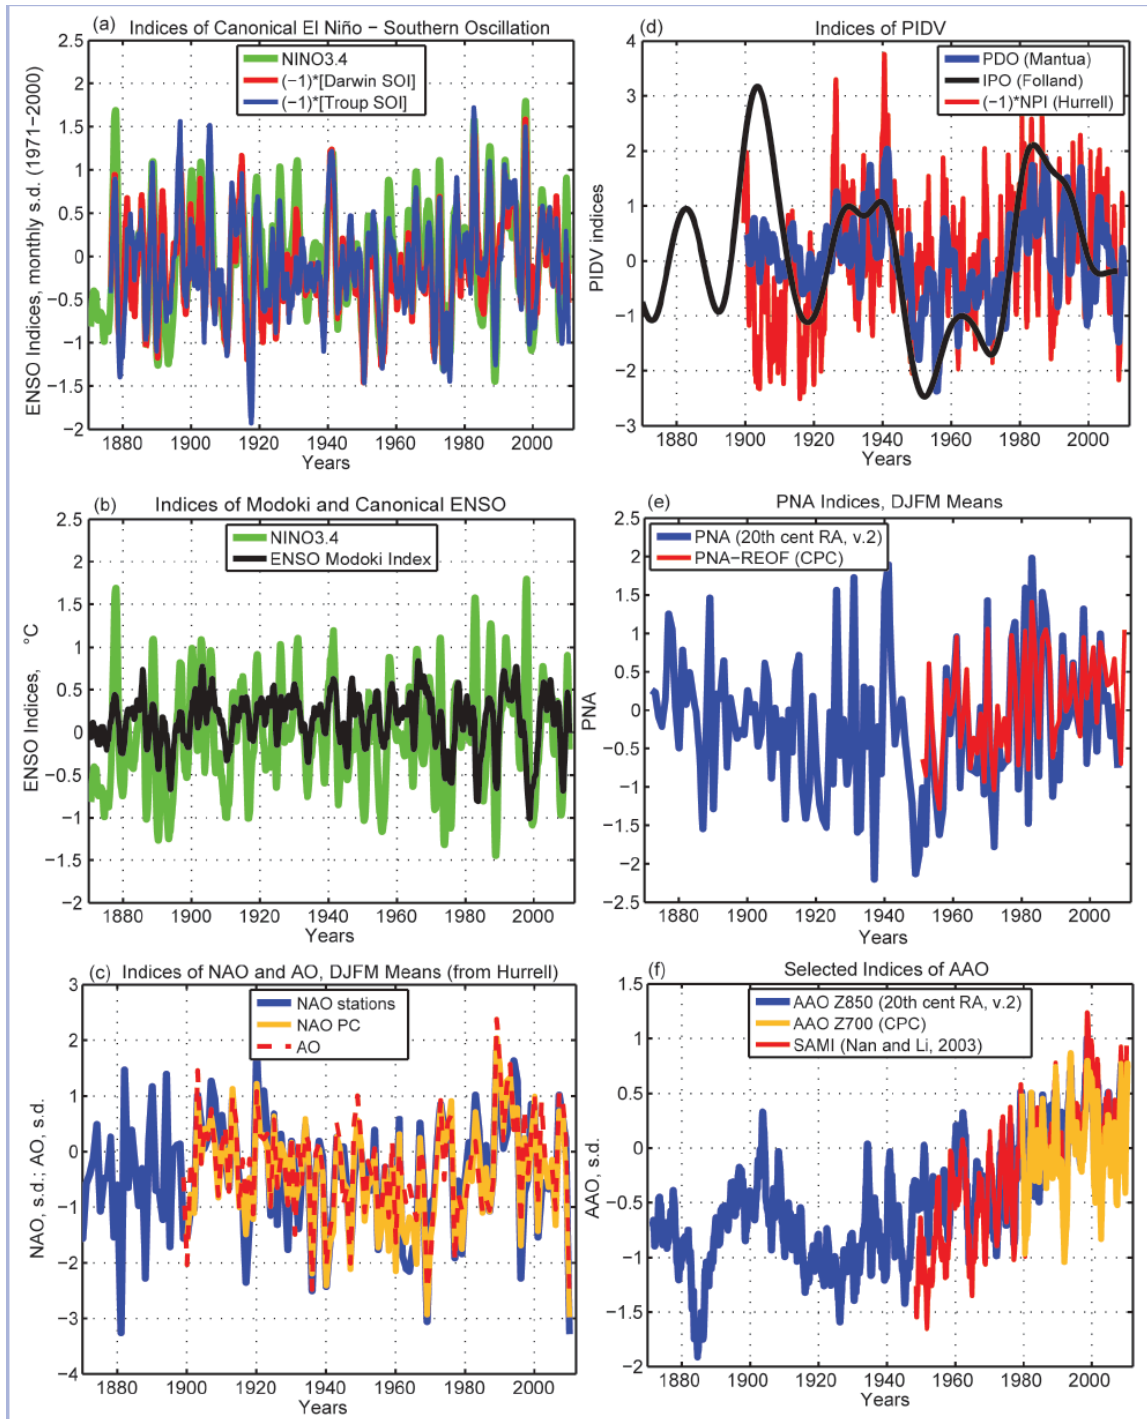 (a) Indices of Canonical El Niño − Southern Oscillation
2.5
2
1.5
1
0.5
0
−0.5
−1
−1.5
−2
ENSO Indices, monthly s.d. (1971−2000)
NINO3.4
(−1)*[Darwin SOI]
(−1)*[Troup SOI]
1880 1900 1920 1940 1960 1980 2000
Years
(b) Indices of Modoki and Canonical ENSO
2.5
2
1.5
1
0.5
0
−0.5
−1
−1.5
−2
ENSO Indices, °C
NINO3.4
ENSO Modoki Index
1880 1900 1920 1940 1960 1980 2000
Years
(c) Indices of NAO and AO, DJFM Means (from Hurrell)
3
2
1
0
−1
−2
−3
−4
NAO, s.d., AO, s.d.
NAO stations
NAO PC
AO
1880 1900 1920 1940 1960 1980 2000
Years
(d) Indices of PIDV
4
3
2
1
0
−1
−2
−3
PIDV indices
PDO (Mantua)
IPO (Folland)
(−1)*NPI (Hurrell)
1880 1900 1920 1940 1960 1980 2000
Years
(e) PNA Indices, DJFM Means
2.5
2
1.5
1
0.5
0
−0.5
−1
−1.5
−2
−2.5
PNA
PNA (20th cent RA, v.2)
PNA−REOF (CPC)
1880 1900 1920 1940 1960 1980 2000
Years
(f) Selected Indices of AAO
1.5
1
0.5
0
−0.5
−1
−1.5
−2
AAO, s.d.
AAO Z850 (20th cent RA, v.2)
AAO Z700 (CPC)
SAMI (Nan and Li, 2003)
1880 1900 1920 1940 1960 1980 2000
Years